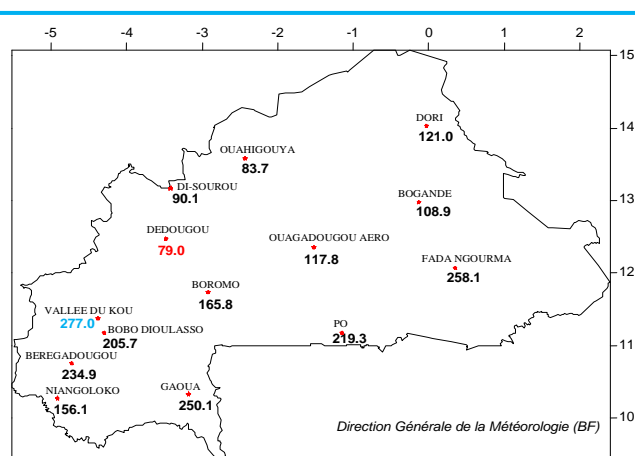 -5 -4 -3 -2 -1 0 1 2
15
DORI
121.0
14
OUAHIGOUYA
83.7
DI-SOUROU
90.1
13
BOGANDE
108.9
DEDOUGOU
79.0
OUAGADOUGOU AERO
117.8
FADA NGOURMA
258.1
12
BOROMO
165.8
VALLEE DU KOU
277.0
BOBO DIOULASSO
205.7
PO
219.3
11
BEREGADOUGOU
234.9
NIANGOLOKO
156.1
GAOUA
250.1
10
Direction Générale de la Météorologie (BF)